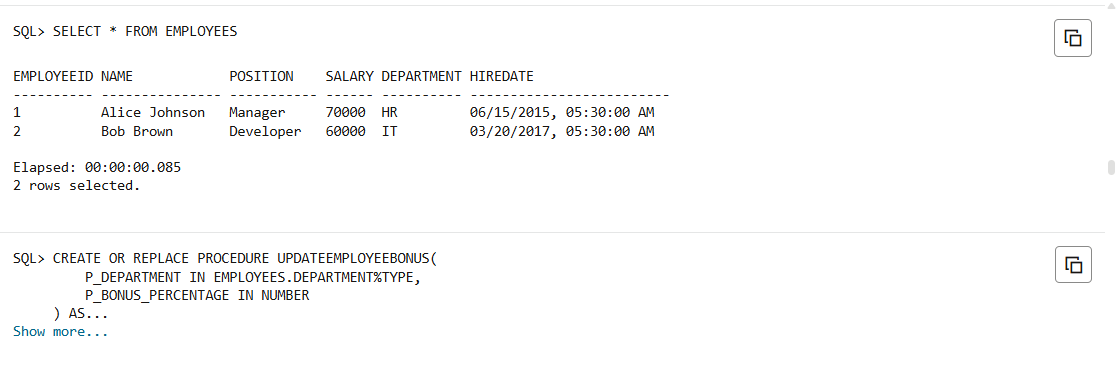 SQL> SELECT * FROM EMPLOYEES
EMPLOYEEID NAME            POSITION    SALARY DEPARTMENT HIREDATE
---------- --------------- ----------- ------ ---------- -------------------------
1          Alice Johnson   Manager     70000  HR         06/15/2015, 05:30:00 AM
2          Bob Brown       Developer   60000  IT         03/20/2017, 05:30:00 AM
Elapsed: 00:00:00.085
2 rows selected.
SQL> CREATE OR REPLACE PROCEDURE UPDATEEMPLOYEEBONUS(
         P_DEPARTMENT IN EMPLOYEES.DEPARTMENT%TYPE,
         P_BONUS_PERCENTAGE IN NUMBER
     ) AS...
Show more...